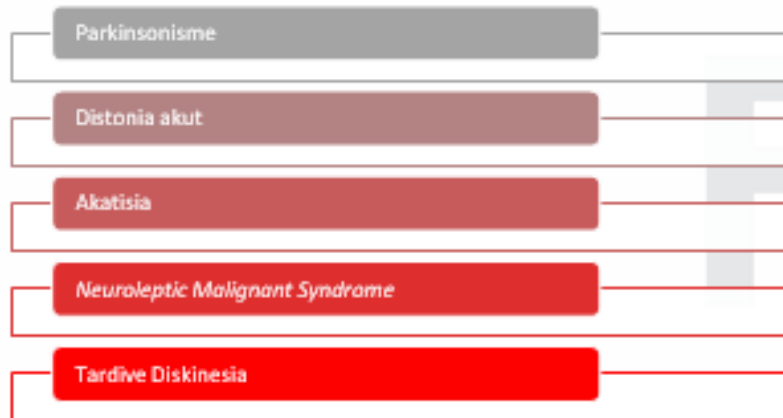 Parkinsonisme
Distonia akut
Akatisia
Neuroleptic Malignant Syndrome
Tardive Diskinesia